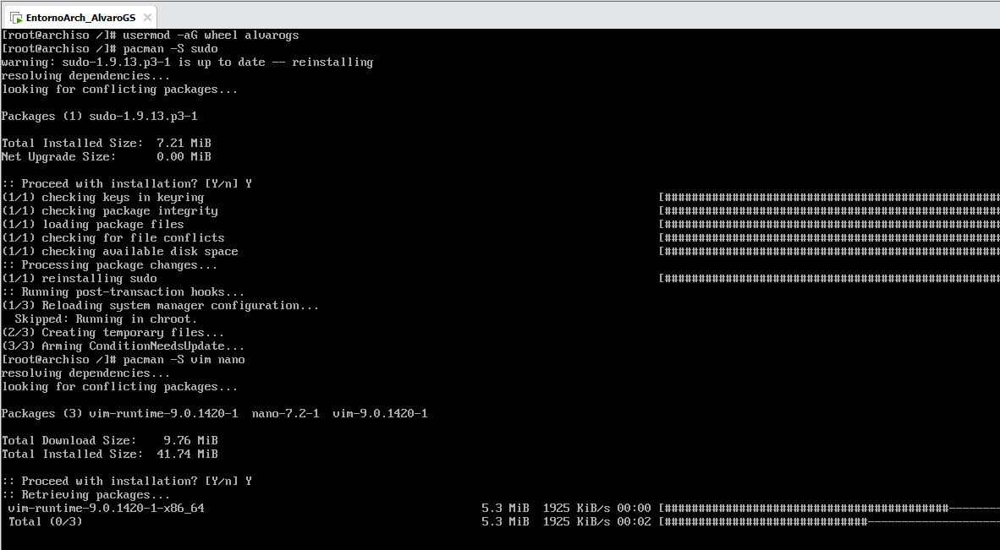 EntornoArch_AlvaroGS
[root@archiso /]# usermod -aG wheel alvarogs
[root@archiso /]# pacman -S sudo
warning: sudo-1.9.13.p3-1 is up to date -- reinstalling
resolving dependencies...
looking for conflicting packages...
Packages (1) sudo-1.9.13.p3-1
Total Installed Size:  7.21 MiB
Net Upgrade Size:      0.00 MiB
:: Proceed with installation? [Y/n] Y
(1/1) checking keys in keyring [##################################################
(1/1) checking package integrity [##################################################
(1/1) loading package files [##################################################
(1/1) checking for file conflicts [##################################################
(1/1) checking available disk space [##################################################
:: Processing package changes...
(1/1) reinstalling sudo [##################################################
:: Running post-transaction hooks...
(1/3) Reloading system manager configuration...
  Skipped: Running in chroot.
(2/3) Creating temporary files...
(3/3) Arming ConditionNeedsUpdate...
[root@archiso /]# pacman -S vim nano
resolving dependencies...
looking for conflicting packages...
Packages (3) vim-runtime-9.0.1420-1  nano-7.2-1  vim-9.0.1420-1
Total Download Size:    9.76 MiB
Total Installed Size:  41.74 MiB
:: Proceed with installation? [Y/n] Y
:: Retrieving packages...
 vim-runtime-9.0.1420-1-x86_64 5.3 MiB  1925 KiB/s 00:00 [##########################################--------
 Total (0/3) 5.3 MiB  1925 KiB/s 00:02 [##############################--------------------